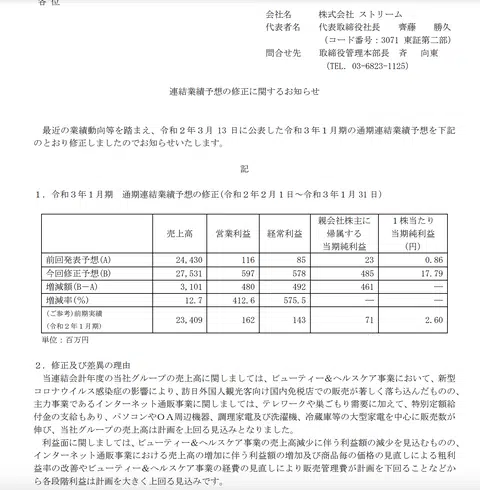 各 位
会社名 株式会社 ストリーム
代表者名 代表取締役社長 齊藤 勝久
(コード番号:3071 東証第二部)
問合せ先 取締役管理本部長 斉 向東
(TEL. 03-6823-1125)
連結業績予想の修正に関するお知らせ
最近の業績動向等を踏まえ、令和2年3月 13 日に公表した令和3年1月期の通期連結業績予想を下記
のとおり修正しましたのでお知らせいたします。
記
1.令和3年1月期 通期連結業績予想の修正(令和2年2月1日~令和3年1月 31 日)
売上高 営業利益 経常利益 親会社株主に帰属する当期純利益 1株当たり当期純利益(円)
前回発表予想(A) 24,430 116 85 23 0.86
今回修正予想(B) 27,531 597 578 485 17.79
増減額(B-A) 3,101 480 492 461 ―
増減率(%) 12.7 412.6 575.5 ― ―
(ご参考)前期実績(令和2年1月期) 23,409 162 143 71 2.60
単位:百万円
2.修正及び差異の理由
当連結会計年度の当社グループの売上高に関しましては、ビューティー&ヘルスケア事業において、新型
コロナウイルス感染症の影響により、訪日外国人観光客向け国内免税店での販売が著しく落ち込んだものの、
主力事業であるインターネット通販事業に関しましては、テレワークや巣ごもり需要に加えて、特別定額給
付金の支給もあり、パソコンやOA周辺機器、調理家電及び洗濯機、冷蔵庫等の大型家電を中心に販売数が
伸び、当社グループの売上高は計画を上回る見込みとなりました。
利益面に関しましては、ビューティー&ヘルスケア事業の売上高減少に伴う利益額の減少を見込むものの、
インターネット通販事業における売上高の増加に伴う利益額の増加及び商品毎の価格の見直しによる粗利
益率の改善やビューティー&ヘルスケア事業の経費の見直しにより販売管理費が計画を下回ることなどか
ら各段階利益は計画を大きく上回る見込みです。